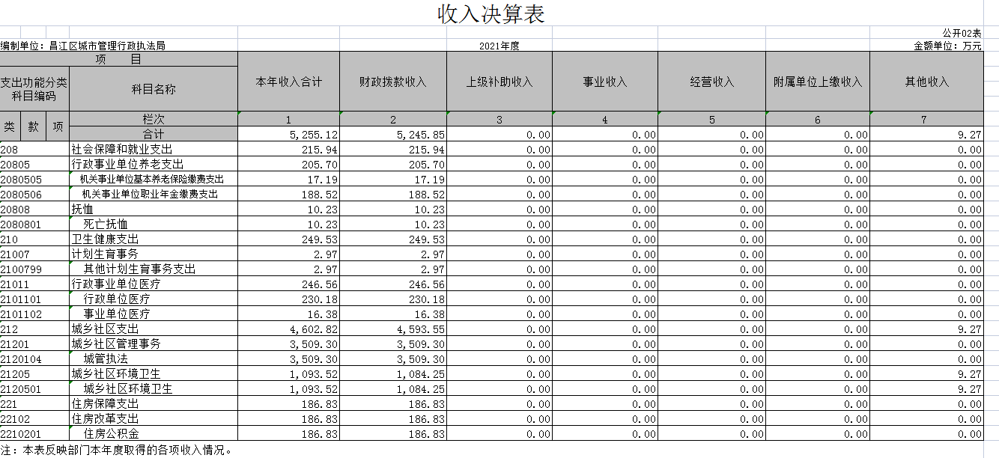 收入决算表
公开02表
编制单位：昌江区城市管理行政执法局 2021年度 金额单位：万元
项 目 本年收入合计 财政拨款收入 上级补助收入 事业收入 经营收入 附属单位上缴收入 其他收入
支出功能分类科目编码 科目名称
类 款 项 栏次 1 2 3 4 5 6 7
合计 5,255.12 5,245.85 0.00 0.00 0.00 0.00 9.27
208 社会保障和就业支出 215.94 215.94 0.00 0.00 0.00 0.00 0.00
20805 行政事业单位养老支出 205.70 205.70 0.00 0.00 0.00 0.00 0.00
2080505 机关事业单位基本养老保险缴费支出 17.19 17.19 0.00 0.00 0.00 0.00 0.00
2080506 机关事业单位职业年金缴费支出 188.52 188.52 0.00 0.00 0.00 0.00 0.00
20808 抚恤 10.23 10.23 0.00 0.00 0.00 0.00 0.00
2080801 死亡抚恤 10.23 10.23 0.00 0.00 0.00 0.00 0.00
210 卫生健康支出 249.53 249.53 0.00 0.00 0.00 0.00 0.00
21007 计划生育事务 2.97 2.97 0.00 0.00 0.00 0.00 0.00
2100799 其他计划生育事务支出 2.97 2.97 0.00 0.00 0.00 0.00 0.00
21011 行政事业单位医疗 246.56 246.56 0.00 0.00 0.00 0.00 0.00
2101101 行政单位医疗 230.18 230.18 0.00 0.00 0.00 0.00 0.00
2101102 事业单位医疗 16.38 16.38 0.00 0.00 0.00 0.00 0.00
212 城乡社区支出 4,602.82 4,593.55 0.00 0.00 0.00 0.00 9.27
21201 城乡社区管理事务 3,509.30 3,509.30 0.00 0.00 0.00 0.00 0.00
2120104 城管执法 3,509.30 3,509.30 0.00 0.00 0.00 0.00 0.00
21205 城乡社区环境卫生 1,093.52 1,084.25 0.00 0.00 0.00 0.00 9.27
2120501 城乡社区环境卫生 1,093.52 1,084.25 0.00 0.00 0.00 0.00 9.27
221 住房保障支出 186.83 186.83 0.00 0.00 0.00 0.00 0.00
22102 住房改革支出 186.83 186.83 0.00 0.00 0.00 0.00 0.00
2210201 住房公积金 186.83 186.83 0.00 0.00 0.00 0.00 0.00
注：本表反映部门本年度取得的各项收入情况。